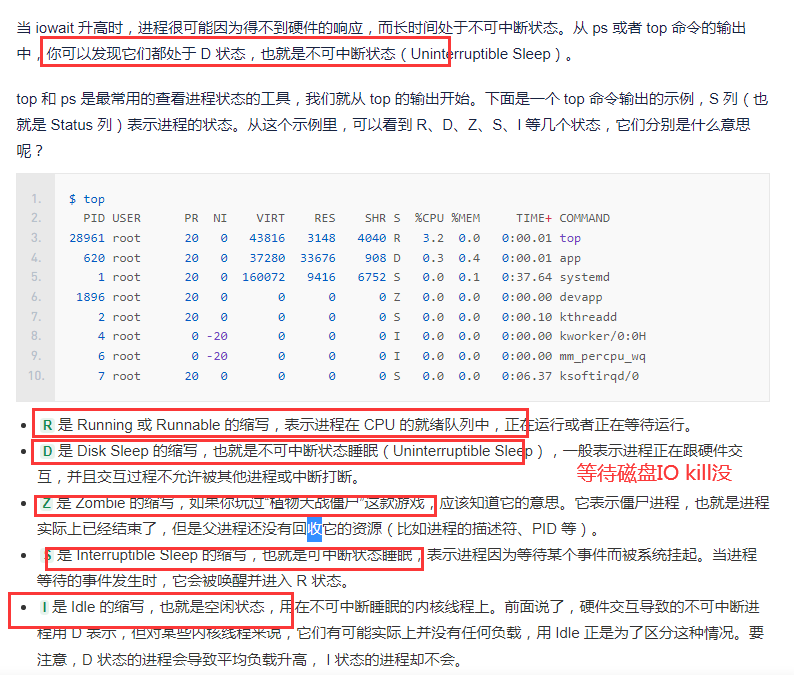 当 iowait 升高时，进程很可能因为得不到硬件的响应，而长时间处于不可中断状态。从 ps 或者 top 命令的输出
中，你可以发现它们都处于 D 状态，也就是不可中断状态（Uninterruptible Sleep）。
top 和 ps 是最常用的查看进程状态的工具，我们就从 top 的输出开始。下面是一个 top 命令输出的示例，S 列（也
就是 Status 列）表示进程的状态。从这个示例里，可以看到 R、D、Z、S、I 等几个状态，它们分别是什么意思
呢？
1. $ top
2. PID USER PR NI VIRT RES SHR S %CPU %MEM TIME+ COMMAND
3. 28961 root 20 0 43816 3148 4040 R 3.2 0.0 0:00.01 top
4. 620 root 20 0 37280 33676 908 D 0.3 0.4 0:00.01 app
5. 1 root 20 0 160072 9416 6752 S 0.0 0.1 0:37.64 systemd
6. 1896 root 20 0 0 0 0 Z 0.0 0.0 0:00.00 devapp
7. 2 root 20 0 0 0 0 S 0.0 0.0 0:00.10 kthreadd
8. 4 root 0 -20 0 0 0 I 0.0 0.0 0:00.00 kworker/0:0H
9. 6 root 0 -20 0 0 0 I 0.0 0.0 0:00.00 mm_percpu_wq
10. 7 root 20 0 0 0 0 S 0.0 0.0 0:06.37 ksoftirqd/0
• R 是 Running 或 Runnable 的缩写，表示进程在 CPU 的就绪队列中，正在运行或者正在等待运行。
• D 是 Disk Sleep 的缩写，也就是不可中断状态睡眠（Uninterruptible Sleep），一般表示进程正在跟硬件交
互，并且交互过程不允许被其他进程或中断打断。
等待磁盘IO kill没
• Z 是 Zombie 的缩写，如果你玩过“植物大战僵尸”这款游戏，应该知道它的意思。它表示僵尸进程，也就是进程
实际上已经结束了，但是父进程还没有回收它的资源（比如进程的描述符、PID 等）。
• S 是 Interruptible Sleep 的缩写，也就是可中断状态睡眠，表示进程因为等待某个事件而被系统挂起。当进程
等待的事件发生时，它会被唤醒并进入 R 状态。
• I 是 Idle 的缩写，也就是空闲状态，用在不可中断睡眠的内核线程上。前面说了，硬件交互导致的不可中断进
程用 D 表示，但对某些内核线程来说，它们有可能实际上并没有任何负载，用 Idle 正是为了区分这种情况。要
注意，D 状态的进程会导致平均负载升高， I 状态的进程却不会。